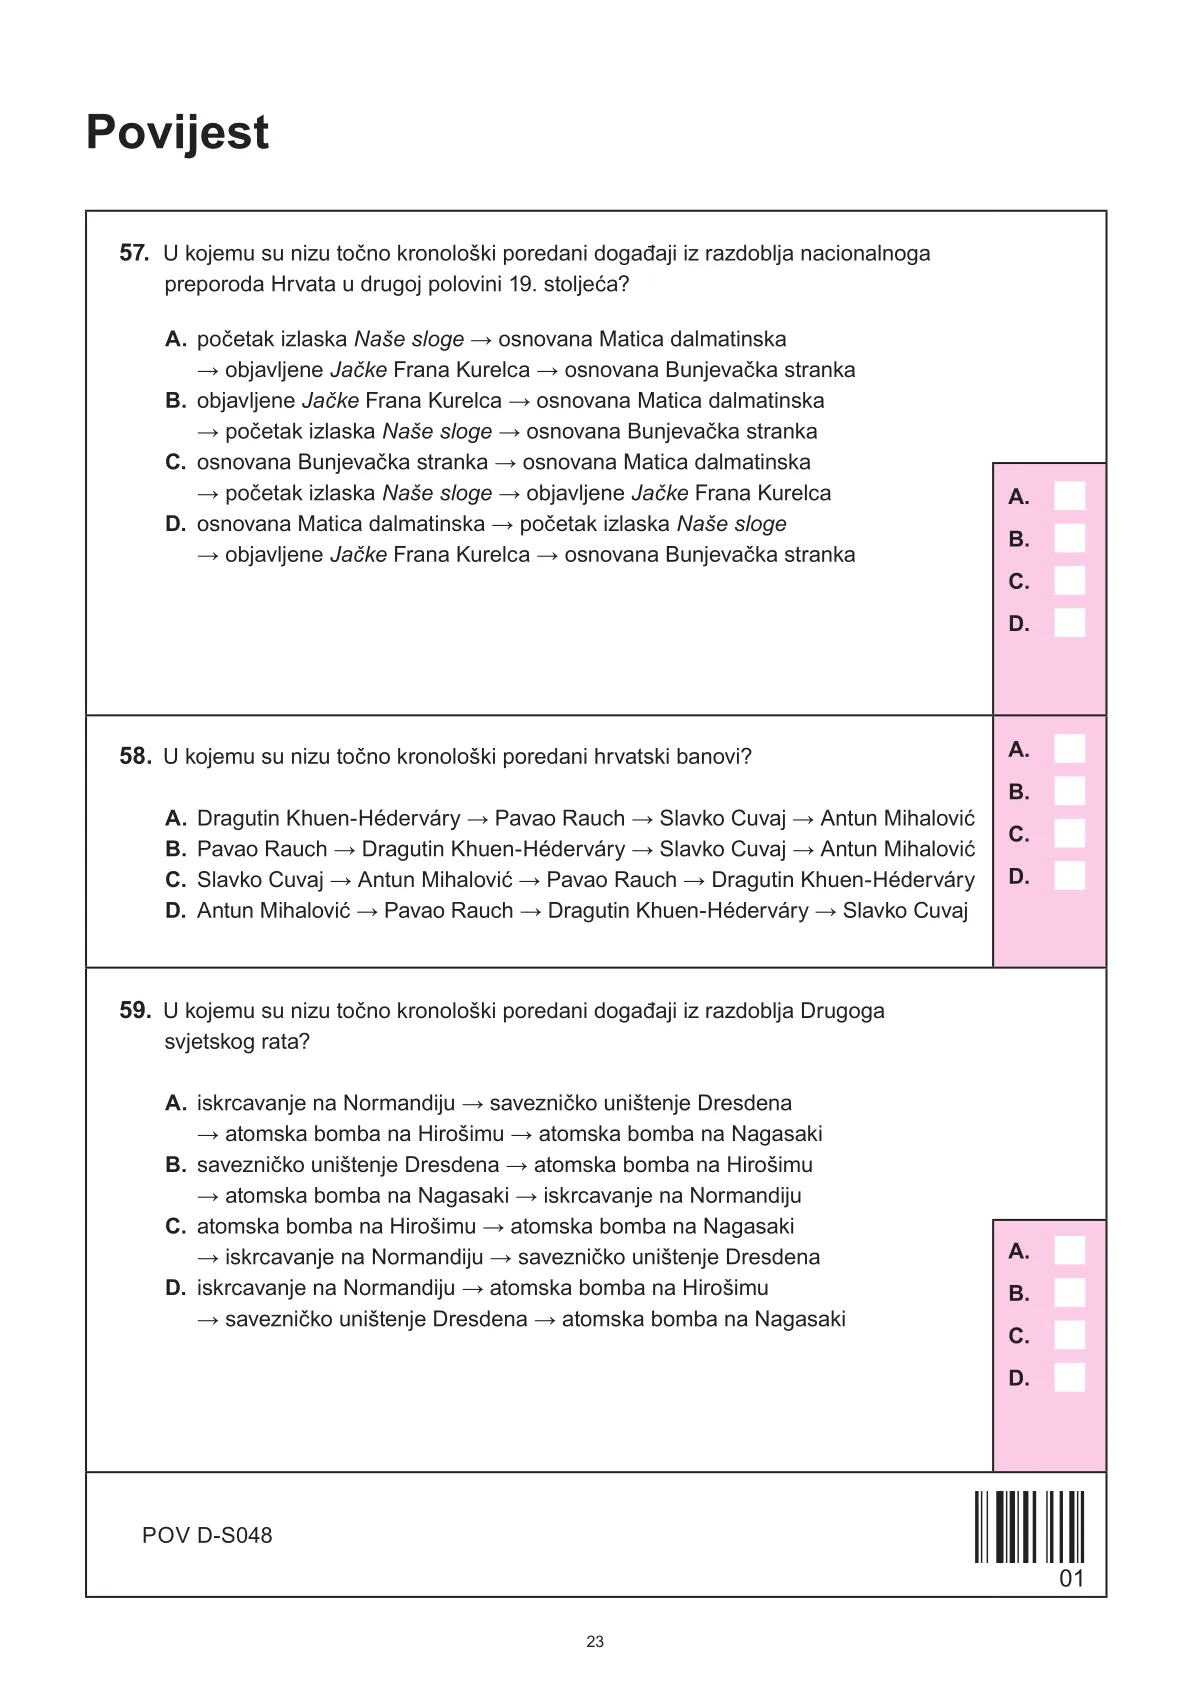 Povijest
57. U kojemu su nizu točno kronološki poredani događaji iz razdoblja nacionalnoga
preporoda Hrvata u drugoj polovini 19. stoljeća?
A. početak izlaska Naše sloge → osnovana Matica dalmatinska
→ objavljene Jačke Frana Kurelca → osnovana Bunjevačka stranka
B. objavljene Jačke Frana Kurelca → osnovana Matica dalmatinska
→ početak izlaska Naše sloge → osnovana Bunjevačka stranka
C. osnovana Bunjevačka stranka → osnovana Matica dalmatinska
→ početak izlaska Naše sloge → objavljene Jačke Frana Kurelca
D. osnovana Matica dalmatinska → početak izlaska Naše sloge
→ objavljene Jačke Frana Kurelca → osnovana Bunjevačka stranka
A.
B.
C.
D.
58. U kojemu su nizu točno kronološki poredani hrvatski banovi?
A. Dragutin Khuen-Héderváry → Pavao Rauch → Slavko Cuvaj → Antun Mihalović
B. Pavao Rauch → Dragutin Khuen-Héderváry → Slavko Cuvaj → Antun Mihalović
C. Slavko Cuvaj → Antun Mihalović → Pavao Rauch → Dragutin Khuen-Héderváry
D. Antun Mihalović → Pavao Rauch → Dragutin Khuen-Héderváry → Slavko Cuvaj
A.
B.
C.
D.
59. U kojemu su nizu točno kronološki poredani događaji iz razdoblja Drugoga
svjetskog rata?
A. iskrcavanje na Normandiju → savezničko uništenje Dresdena
→ atomska bomba na Hirošimu → atomska bomba na Nagasaki
B. savezničko uništenje Dresdena → atomska bomba na Hirošimu
→ atomska bomba na Nagasaki → iskrcavanje na Normandiju
C. atomska bomba na Hirošimu → atomska bomba na Nagasaki
→ iskrcavanje na Normandiju → savezničko uništenje Dresdena
D. iskrcavanje na Normandiju → atomska bomba na Hirošimu
→ savezničko uništenje Dresdena → atomska bomba na Nagasaki
A.
B.
C.
D.
POV D-S048
01
23